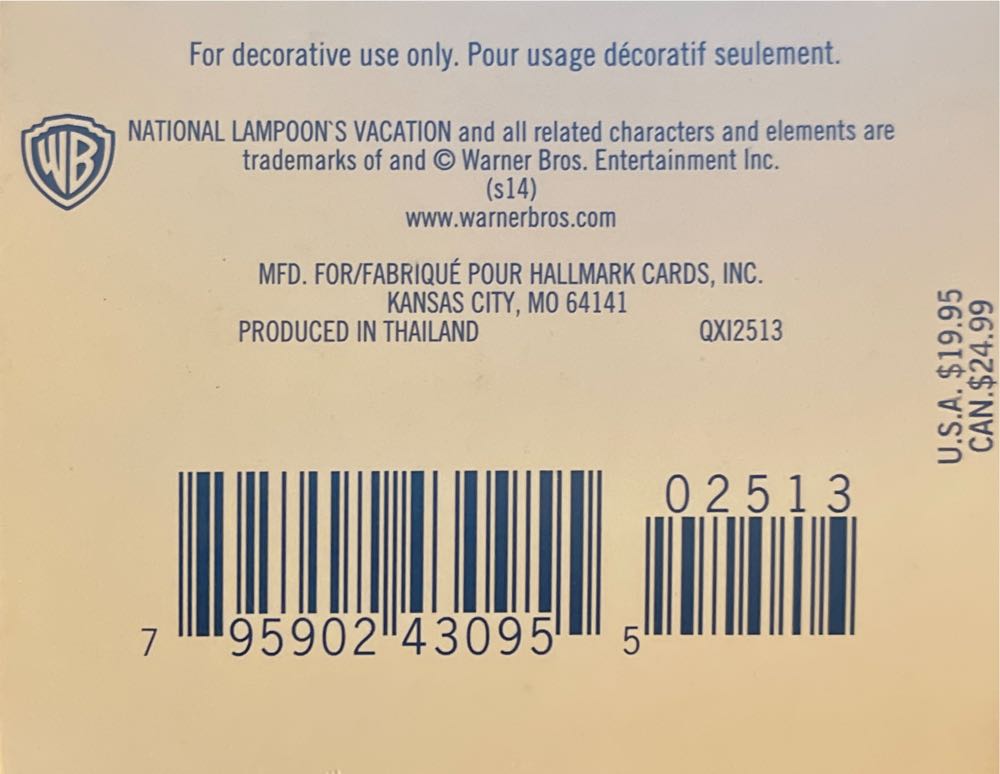 For decorative use only. Pour usage décoratif seulement.
WB
NATIONAL LAMPOON'S VACATION and all related characters and elements are
trademarks of and © Warner Bros. Entertainment Inc.
(s14)
www.warnerbros.com
MFD. FOR/FABRIQUÉ POUR HALLMARK CARDS, INC.
KANSAS CITY, MO 64141
PRODUCED IN THAILAND QXI2513
U.S.A. $19.95
CAN.$24.99
02513
7 95902 43095 5